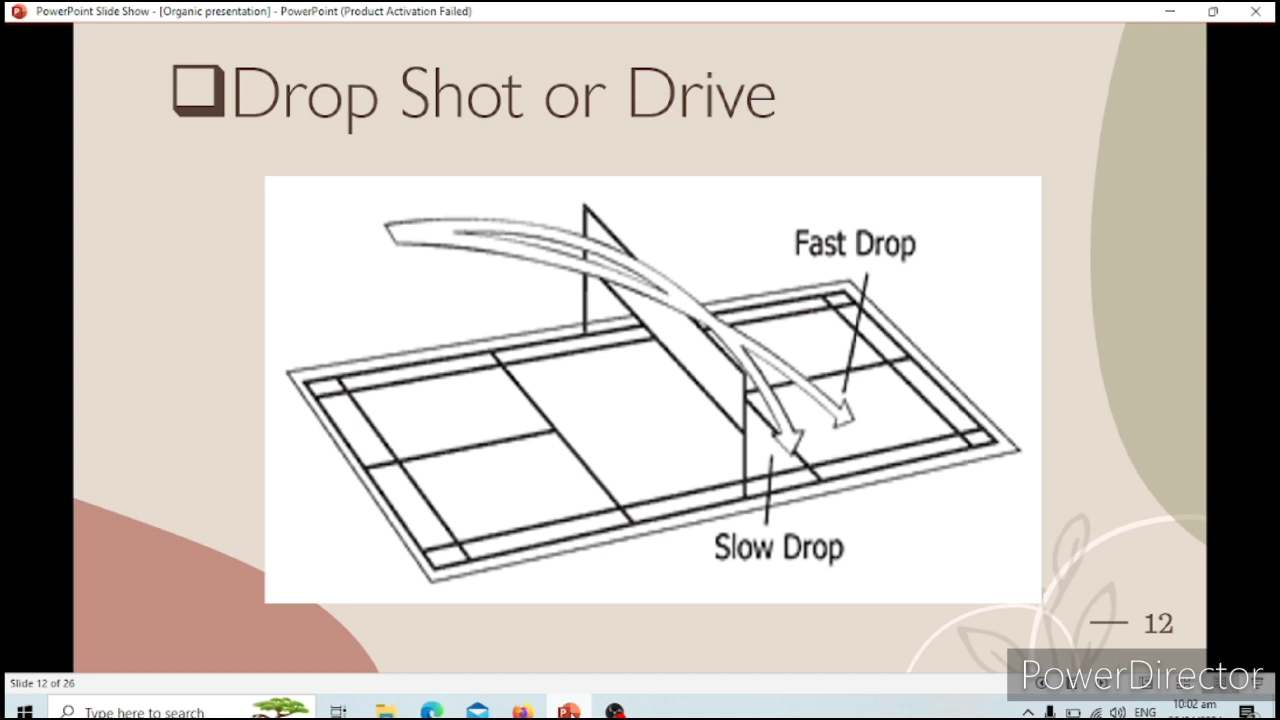 PowerPoint Slide Show - [Organic presentation] - PowerPoint (Product Activation Failed)
Drop Shot or Drive
Fast Drop
Slow Drop
12
PowerDirector
Slide 12 of 26
Type here to search
ENG
10:02 am